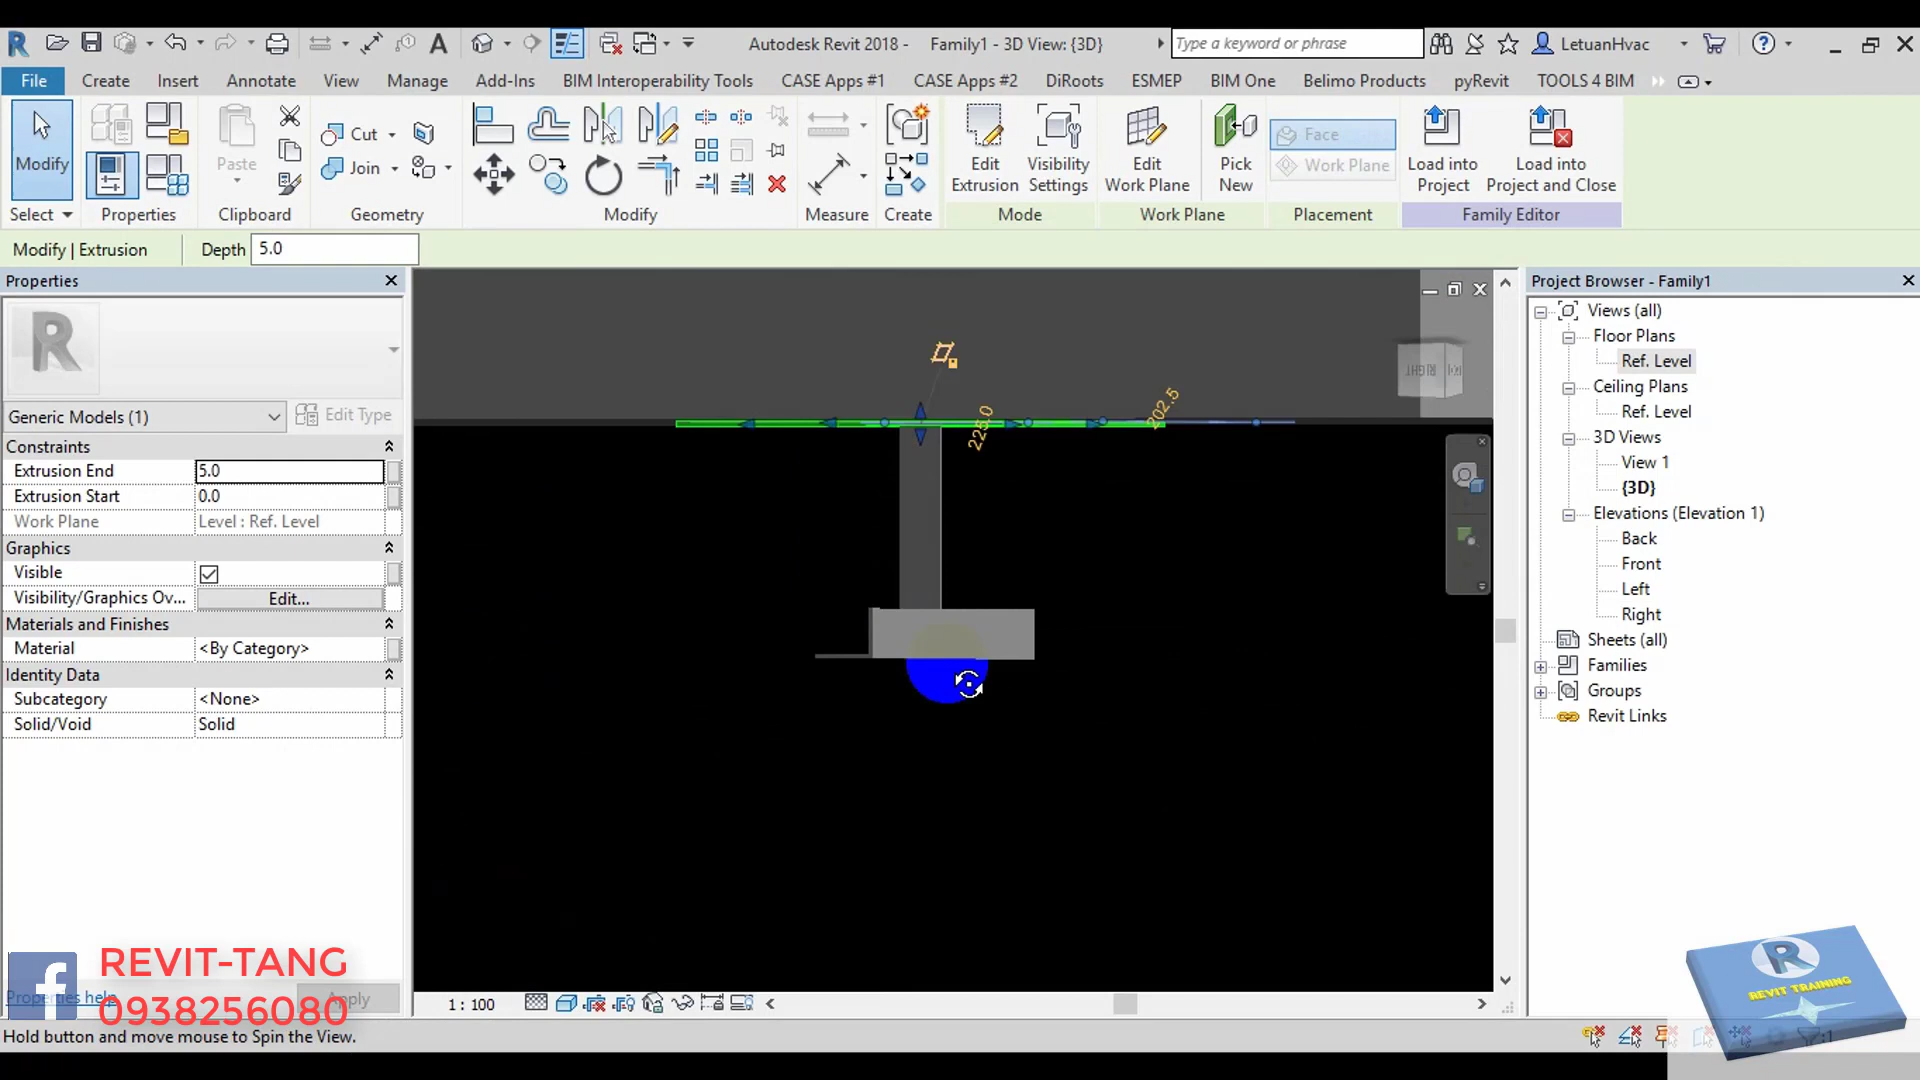 Autodesk Revit 2018 - Family1 - 3D View: {3D}
Type a keyword or phrase
LetuanHvac
File Create Insert Annotate View Manage Add-Ins BIM Interoperability Tools CASE Apps #1 CASE Apps #2 DiRoots ESMEP BIM One Belimo Products pyRevit TOOLS 4 BIM
Modify
Paste
Cut
Join
Edit Extrusion
Visibility Settings
Edit Work Plane
Pick New
Face
Work Plane
Load into Project
Load into Project and Close
Select Properties Clipboard Geometry Modify Measure Create Mode Work Plane Placement Family Editor
Modify | Extrusion Depth 5.0
Properties
Generic Models (1) Edit Type
Constraints
Extrusion End 5.0
Extrusion Start 0.0
Work Plane Level : Ref. Level
Graphics
Visible
Visibility/Graphics Ov... Edit...
Materials and Finishes
Material <By Category>
Identity Data
Subcategory <None>
Solid/Void Solid
Properties help
Apply
REVIT-TANG
0938256080
225.0
202.5
RIGHT
1 : 100
Project Browser - Family1
Views (all)
Floor Plans
Ref. Level
Ceiling Plans
Ref. Level
3D Views
View 1
{3D}
Elevations (Elevation 1)
Back
Front
Left
Right
Sheets (all)
Families
Groups
Revit Links
REVIT TRAINING
Hold button and move mouse to Spin the View.
:1